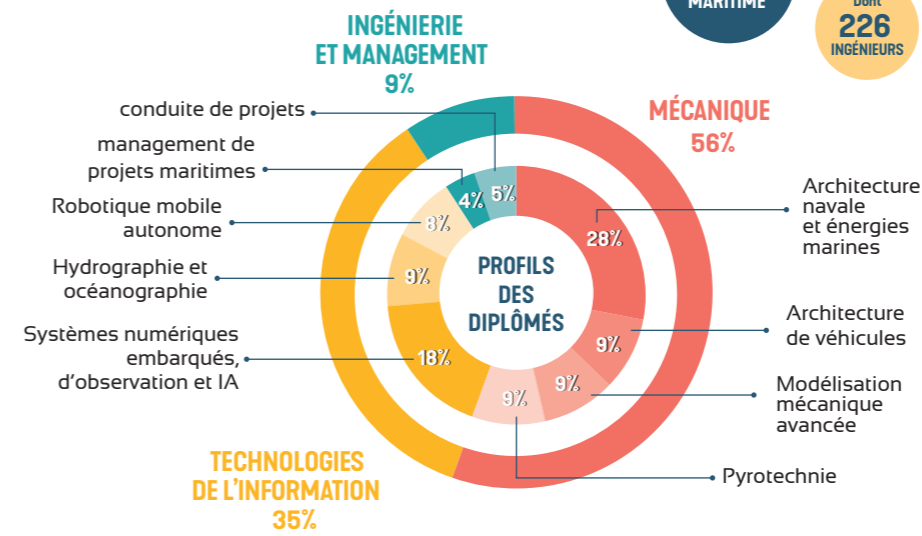 MARITIME
Dont
226
INGÉNIEURS
INGÉNIERIE
ET MANAGEMENT
9%
MÉCANIQUE
56%
TECHNOLOGIES
DE L'INFORMATION
35%
PROFILS
DES
DIPLÔMÉS
conduite de projets
5%
management de
projets maritimes
4%
Robotique mobile
autonome
8%
Hydrographie et
océanographie
9%
Systèmes numériques
embarqués,
d'observation et IA
18%
Architecture
navale
et énergies
marines
28%
Architecture
de véhicules
9%
Modélisation
mécanique
avancée
9%
Pyrotechnie
9%